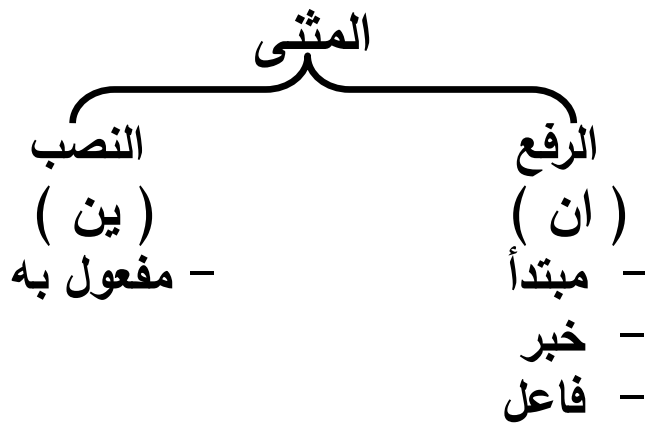 المثنى
الرفع
( ان )
– مبتدأ
– خبر
– فاعل
النصب
( ين )
– مفعول به